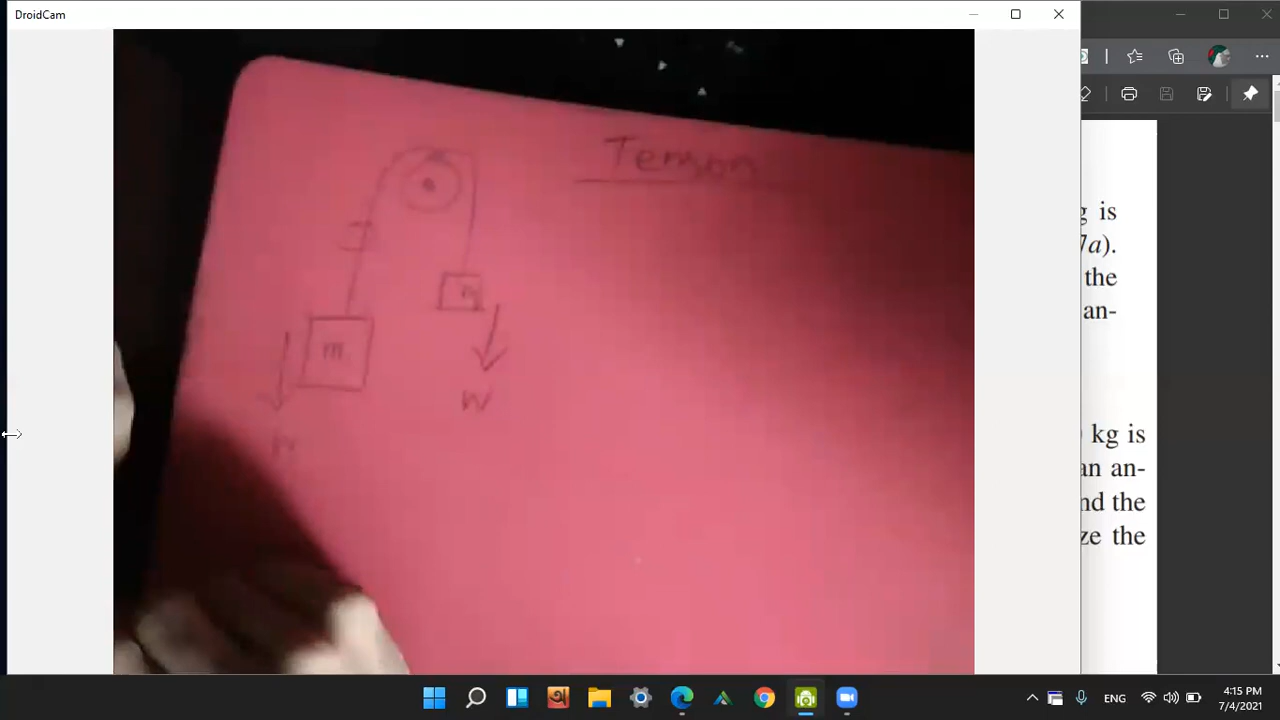 DroidCam
Tenson
g is
7a).
the
an-
m
m
W
kg is
an an-
nd the
ze the
ENG
4:15 PM
7/4/2021